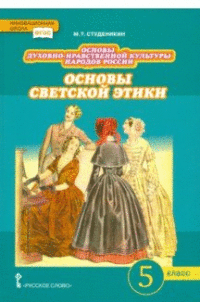 ИННОВАЦИОННАЯ
ШКОЛА
ФГОС
М.Т. СТУДЕНИКИН
ОСНОВЫ
ДУХОВНО-НРАВСТВЕННОЙ КУЛЬТУРЫ
НАРОДОВ РОССИИ
ОСНОВЫ
СВЕТСКОЙ ЭТИКИ
5 КЛАСС
«РУССКОЕ СЛОВО»